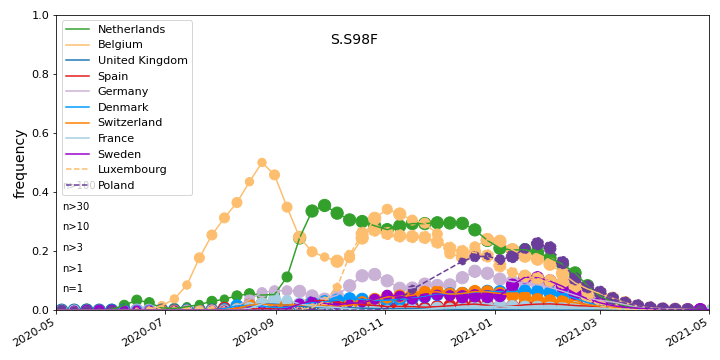 S.S98F
1.0
0.8
0.6
0.4
0.2
0.0
frequency
Netherlands
Belgium
United Kingdom
Spain
Germany
Denmark
Switzerland
France
Sweden
Luxembourg
Poland
n>100
n>30
n>10
n>3
n>1
n=1
2020-05
2020-07
2020-09
2020-11
2021-01
2021-03
2021-05